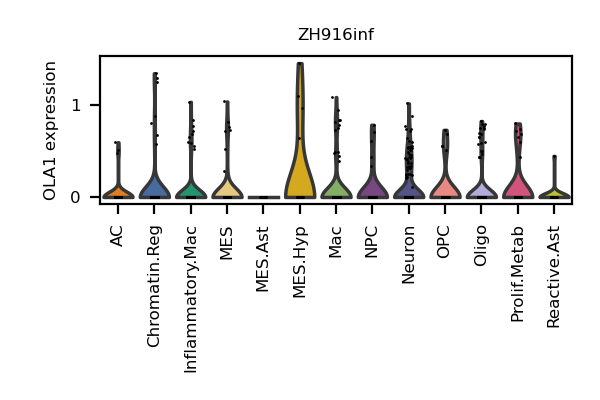 ZH916inf
OLA1 expression
1
0
AC
Chromatin.Reg
Inflammatory.Mac
MES
MES.Ast
MES.Hyp
Mac
NPC
Neuron
OPC
Oligo
Prolif.Metab
Reactive.Ast